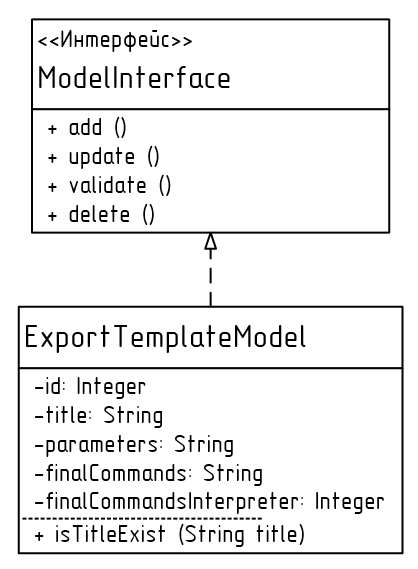 <<Интерфейс>>
ModelInterface
+ add ()
+ update ()
+ validate ()
+ delete ()
ExportTemplateModel
-id: Integer
-title: String
-parameters: String
-finalCommands: String
-finalCommandsInterpreter: Integer
+ isTitleExist (String title)